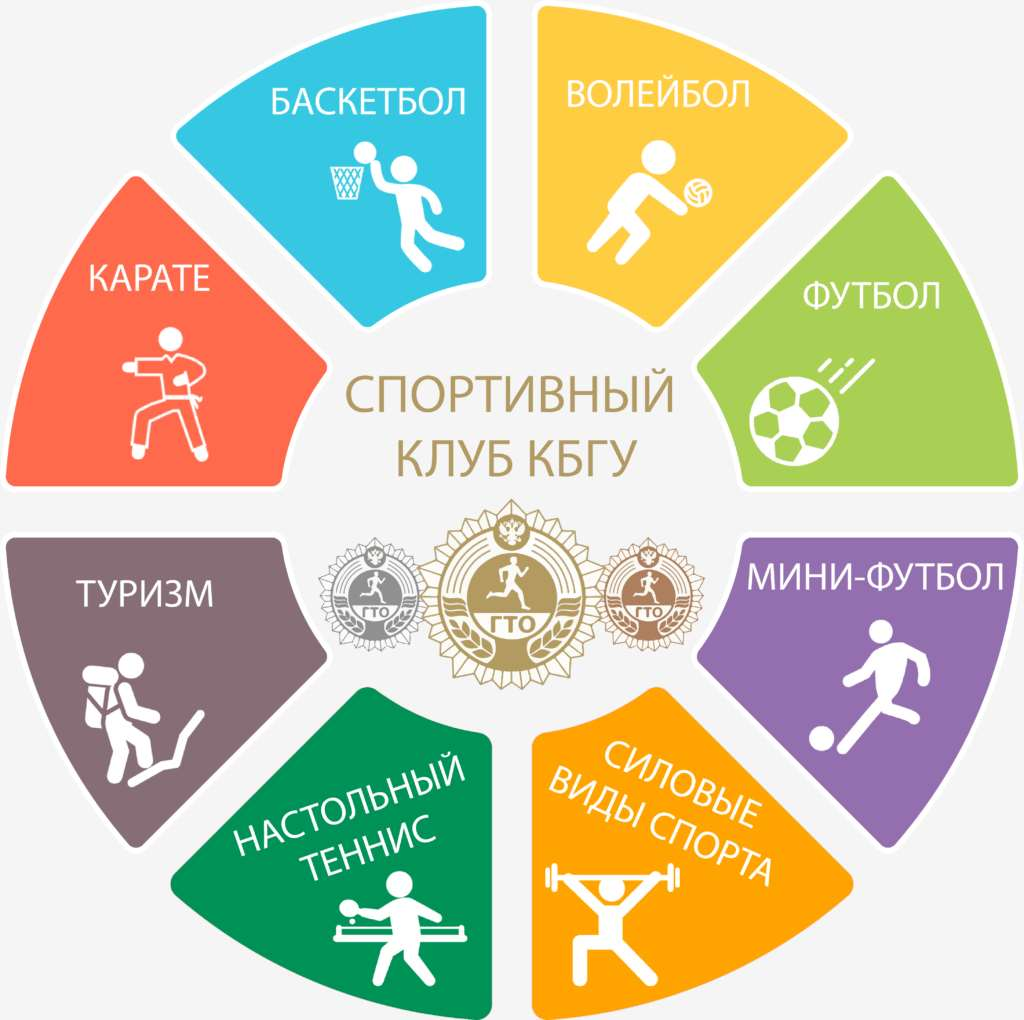 БАСКЕТБОЛ
ВОЛЕЙБОЛ
КАРАТЕ
ФУТБОЛ
СПОРТИВНЫЙ
КЛУБ КБГУ
ТУРИЗМ
МИНИ-ФУТБОЛ
ГТО
ГТО
ГТО
НАСТОЛЬНЫЙ
ТЕННИС
СИЛОВЫЕ
ВИДЫ СПОРТА